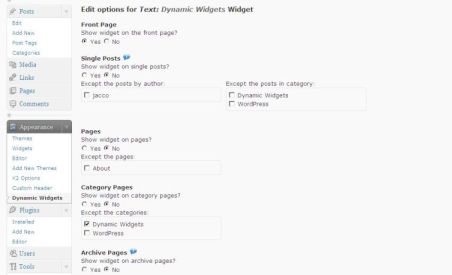 Posts
Edit
Add New
Post Tags
Categories
Media
Links
Pages
Comments
Appearance
Themes
Widgets
Editor
Add New Themes
K2 Options
Custom Header
Dynamic Widgets
Plugins
Installed
Add New
Editor
Users
Tools
Edit options for Text: Dynamic Widgets Widget
Front Page
Show widget on the front page?
Yes No
Single Posts
Show widget on single posts?
Yes No
Except the posts by author:
Jacco
Except the posts in category:
Dynamic Widgets
WordPress
Pages
Show widget on pages?
Yes No
Except the pages:
About
Category Pages
Show widget on category pages?
Yes No
Except the categories:
Dynamic Widgets
WordPress
Archive Pages
Show widget on archive pages?
Yes No